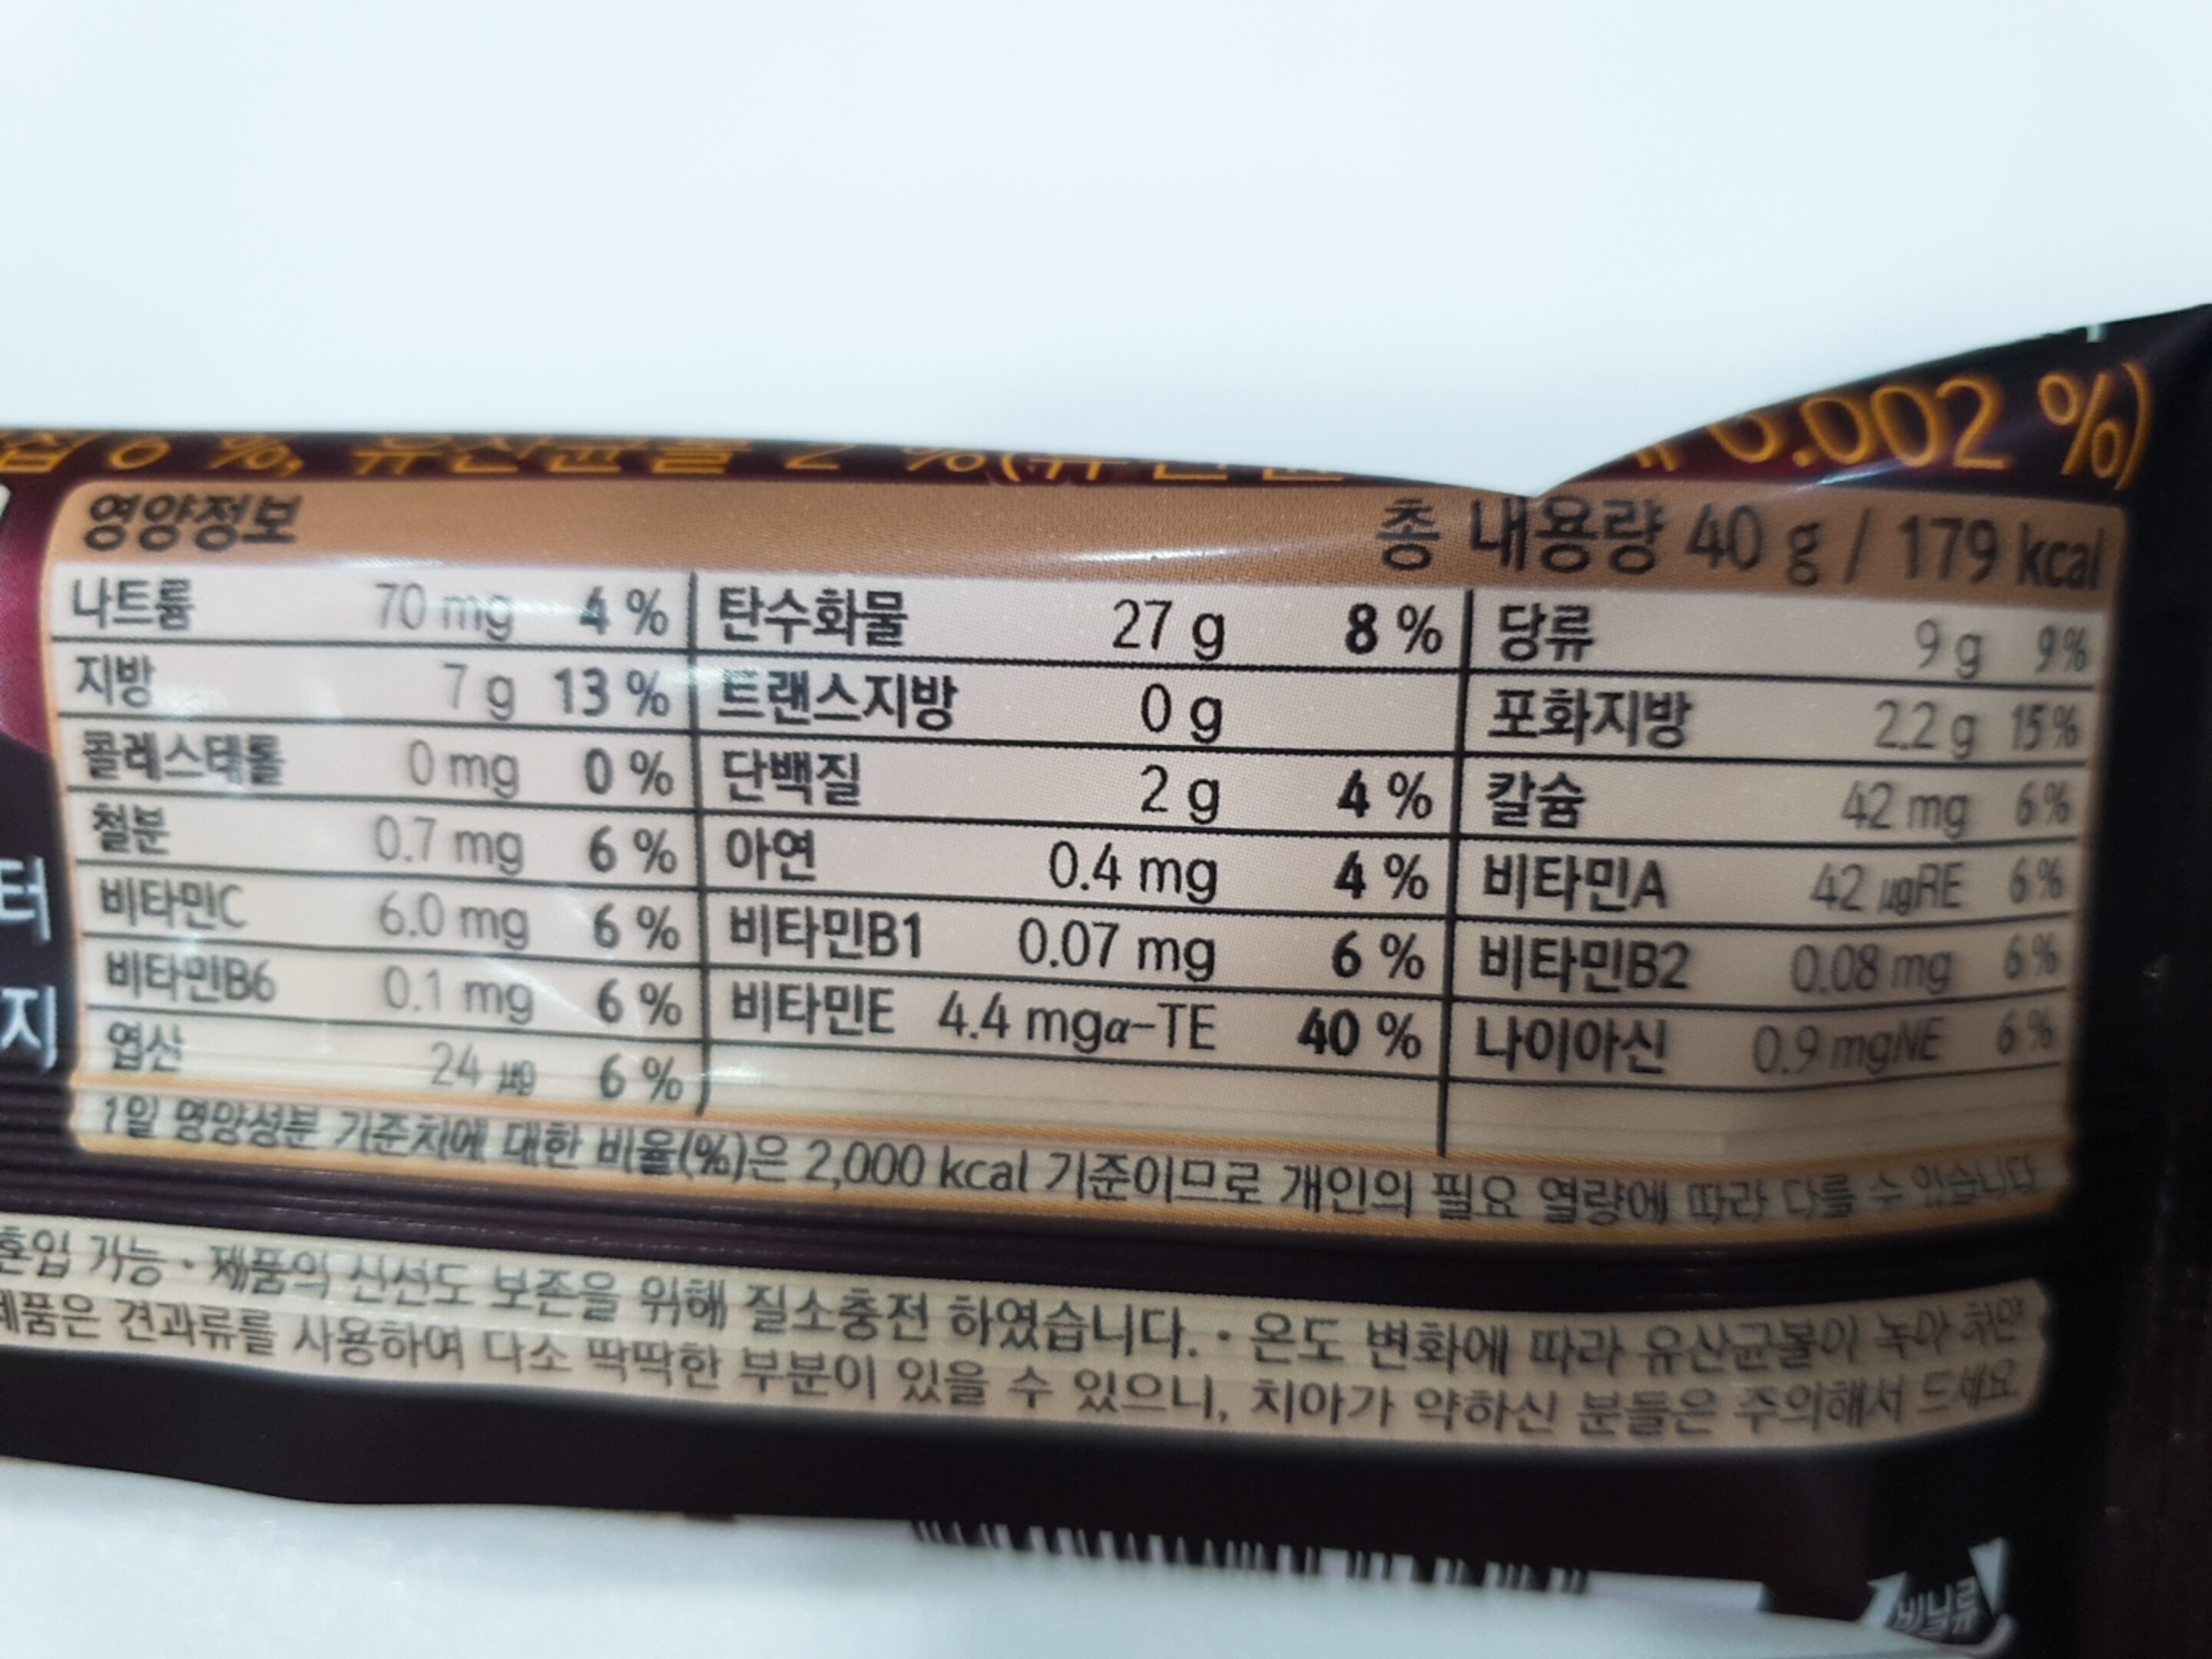 0.002 %)
영양정보 총 내용량 40 g / 179 kcal
나트륨 70 mg 4 % 탄수화물 27 g 8 % 당류 9 g 9 %
지방 7 g 13 % 트랜스지방 0 g 포화지방 2.2 g 15 %
콜레스테롤 0 mg 0 % 단백질 2 g 4 % 칼슘 42 mg 6 %
철분 0.7 mg 6 % 아연 0.4 mg 4 % 비타민A 42 μgRE 6 %
비타민C 6.0 mg 6 % 비타민B1 0.07 mg 6 % 비타민B2 0.08 mg 6 %
비타민B6 0.1 mg 6 % 비타민E 4.4 mgα-TE 40 % 나이아신 0.9 mgNE 6 %
엽산 24 μg 6 %
1일 영양성분 기준치에 대한 비율(%)은 2,000 kcal 기준이므로 개인의 필요 열량에 따라 다를 수 있습니다
터
지
혼입 가능 · 제품의 신선도 보존을 위해 질소충전 하였습니다. · 온도 변화에 따라 유산균볼이 녹아 하얀
제품은 견과류를 사용하여 다소 딱딱한 부분이 있을 수 있으니, 치아가 약하신 분들은 주의해서 드세요.
비닐류